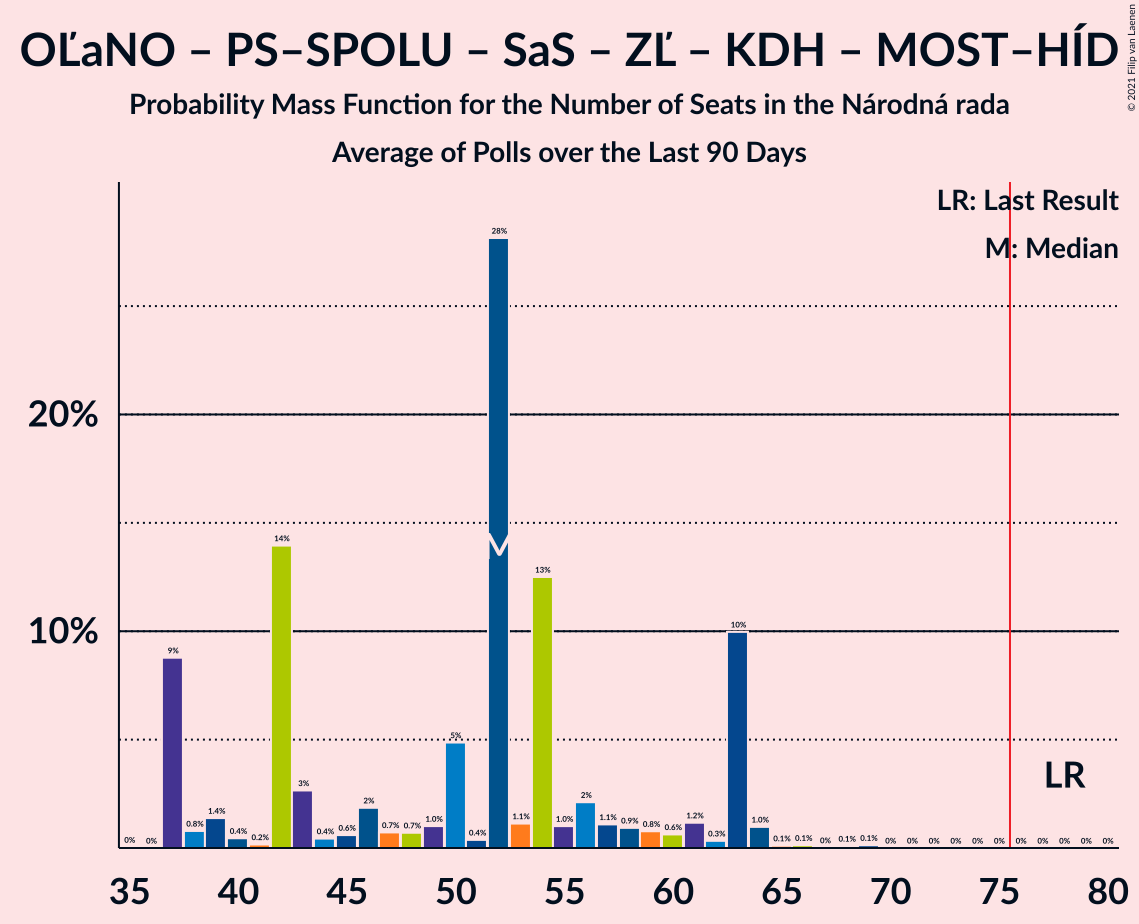 OĽaNO – PS–SPOLU – SaS – ZĽ – KDH – MOST–HÍD
© 2021 Filip van Laenen
Probability Mass Function for the Number of Seats in the Národná rada
Average of Polls over the Last 90 Days
LR: Last Result
M: Median
20%
10%
0% 0% 9% 0.8% 1.4% 0.4% 0.2% 14% 3% 0.4% 0.6% 2% 0.7% 0.7% 1.0% 5% 0.4% 28% 1.1% 13% 1.0% 2% 1.1% 0.9% 0.8% 0.6% 1.2% 0.3% 10% 1.0% 0.1% 0.1% 0% 0.1% 0.1% 0% 0% 0% 0% 0% 0% 0% 0% 0% 0% 0%
M
LR
35 40 45 50 55 60 65 70 75 80